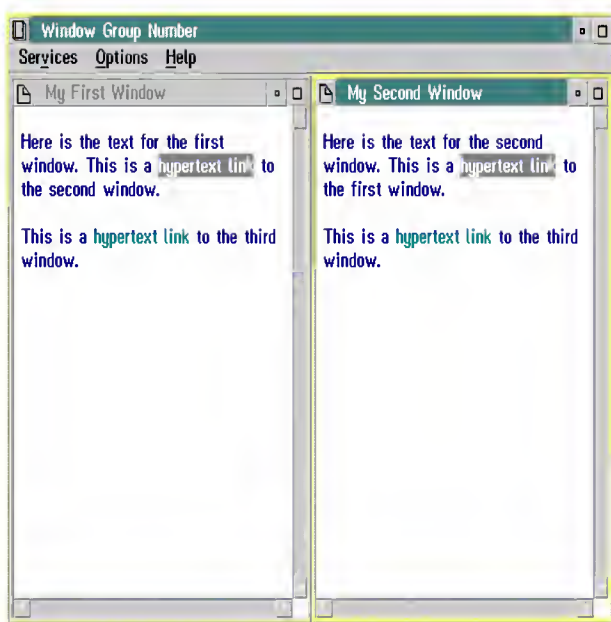 Window Group Number
Services Options Help
My First Window
Here is the text for the first
window. This is a hypertext link to
the second window.
This is a hypertext link to the third
window.
My Second Window
Here is the text for the second
window. This is a hypertext link to
the first window.
This is a hypertext link to the third
window.